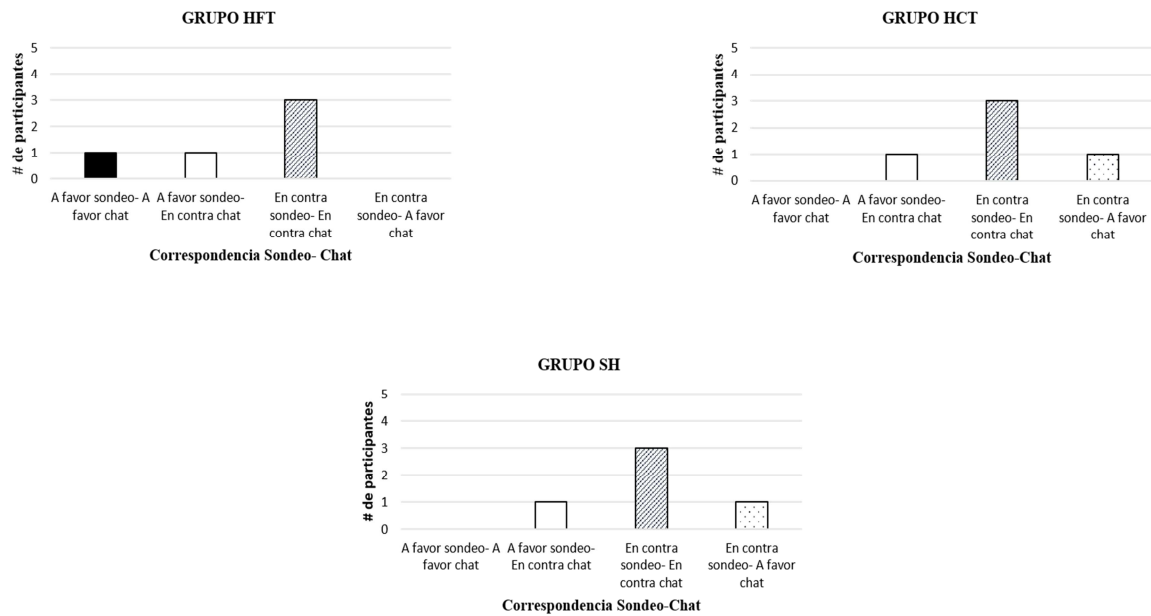 GRUPO HFT
# de participantes
5
4
3
2
1
0
A favor sondeo- A
favor chat
A favor sondeo-
En contra chat
En contra
sondeo- En
contra chat
En contra
sondeo- A favor
chat
Correspondencia Sondeo- Chat
GRUPO HCT
# de participantes
5
4
3
2
1
0
A favor sondeo- A
favor chat
A favor sondeo-
En contra chat
En contra
sondeo- En
contra chat
En contra
sondeo- A favor
chat
Correspondencia Sondeo-Chat
GRUPO SH
# de participantes
5
4
3
2
1
0
A favor sondeo- A
favor chat
A favor sondeo-
En contra chat
En contra
sondeo- En
contra chat
En contra
sondeo- A favor
chat
Correspondencia Sondeo-Chat